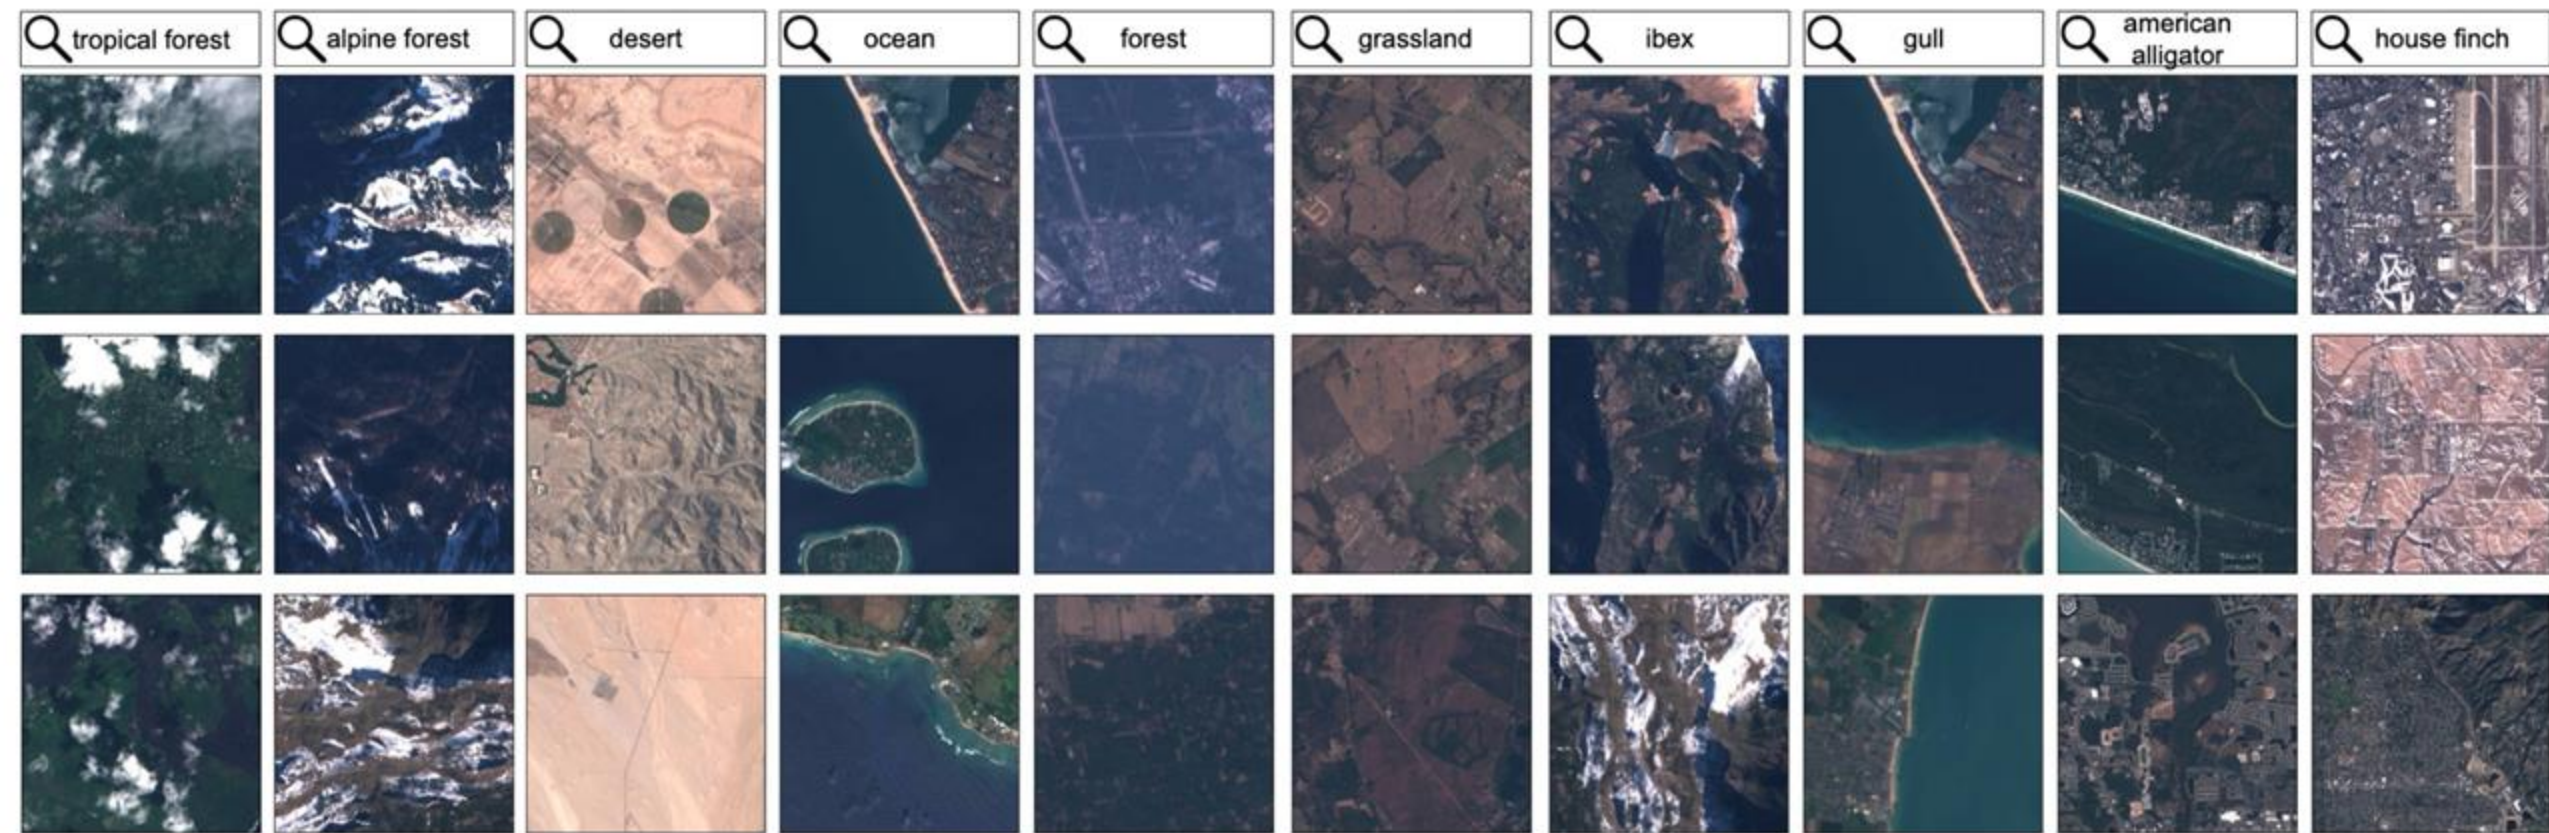 tropical forest
alpine forest
desert
ocean
forest
grassland
ibex
gull
american
alligator
house finch